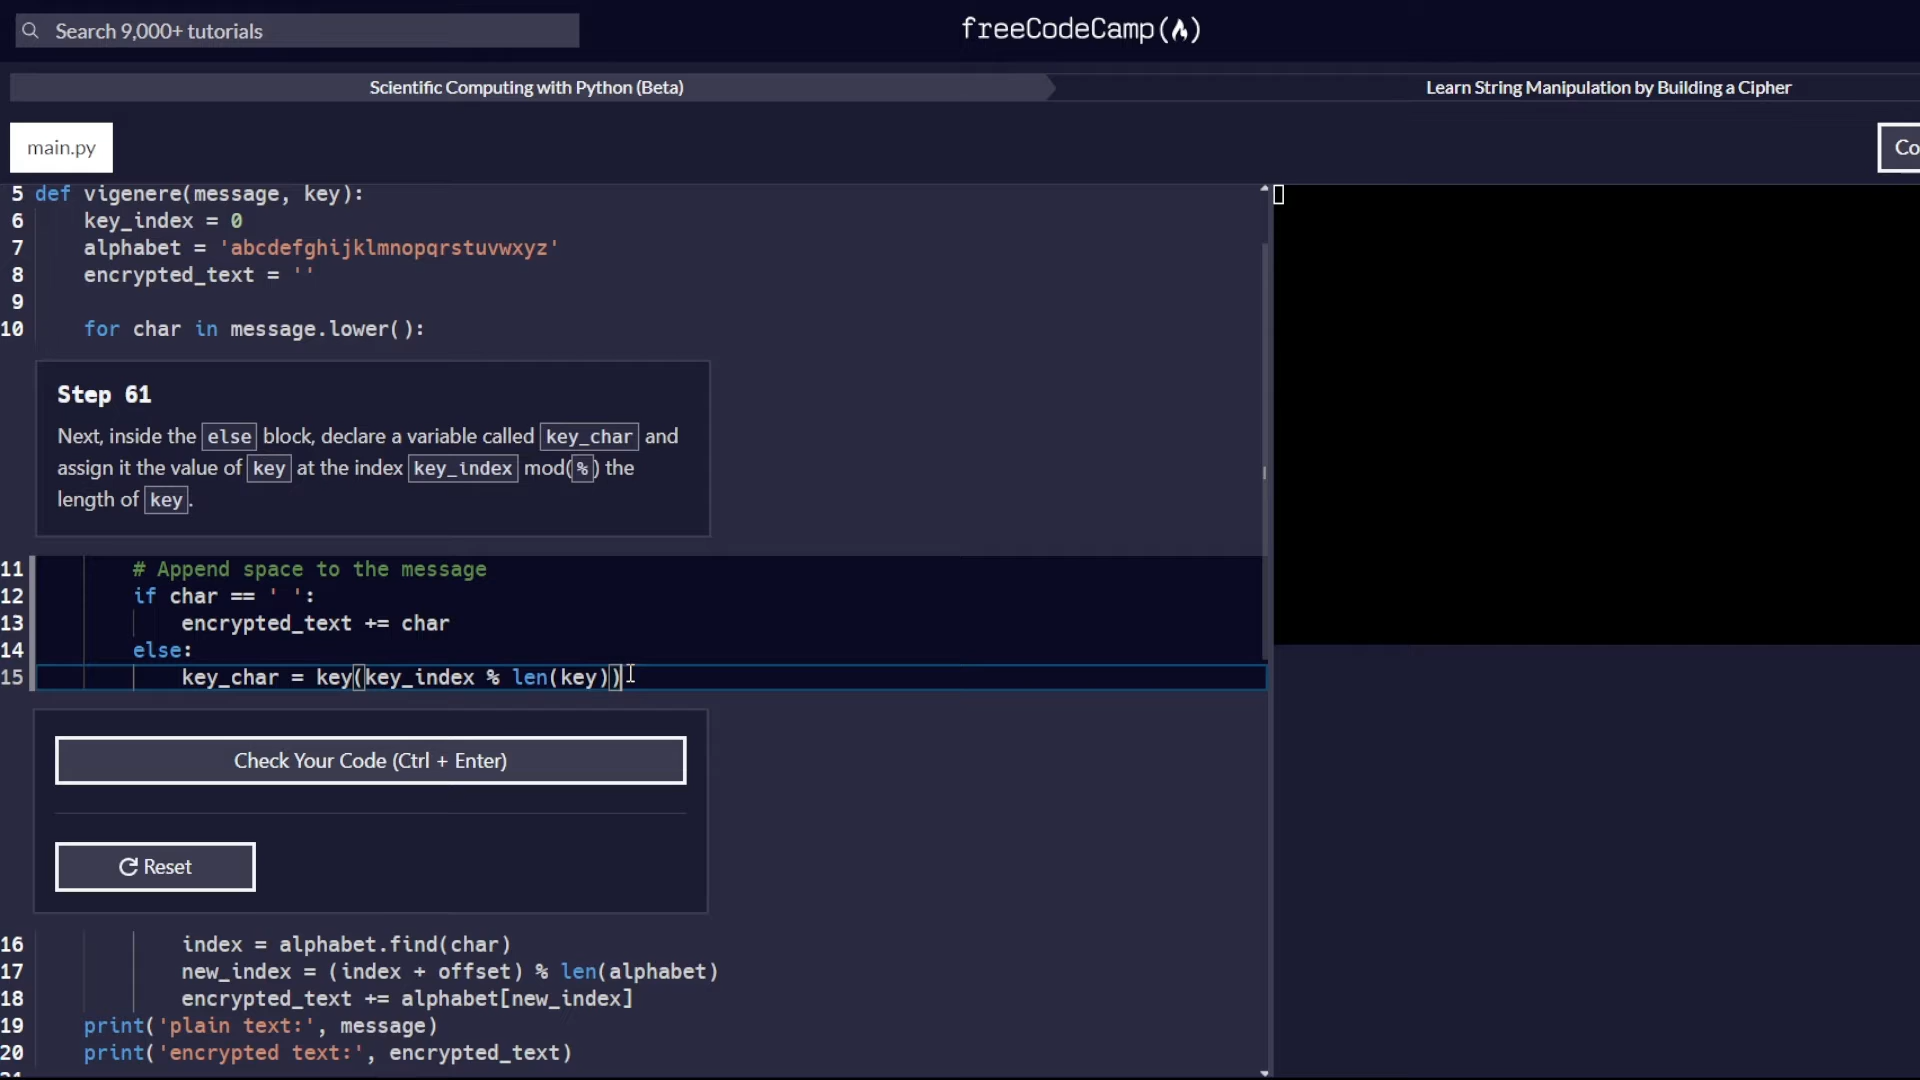 Search 9,000+ tutorials
freeCodeCamp
Scientific Computing with Python (Beta)
Learn String Manipulation by Building a Cipher
main.py
Co
5 def vigenere(message, key):
6     key_index = 0
7     alphabet = 'abcdefghijklmnopqrstuvwxyz'
8     encrypted_text = ''
9
10     for char in message.lower():
Step 61
Next, inside the else block, declare a variable called key_char and
assign it the value of key at the index key_index mod(%) the
length of key.
11         # Append space to the message
12         if char == ' ':
13             encrypted_text += char
14         else:
15             key_char = key(key_index % len(key))
Check Your Code (Ctrl + Enter)
Reset
16             index = alphabet.find(char)
17             new_index = (index + offset) % len(alphabet)
18             encrypted_text += alphabet[new_index]
19     print('plain text:', message)
20     print('encrypted text:', encrypted_text)